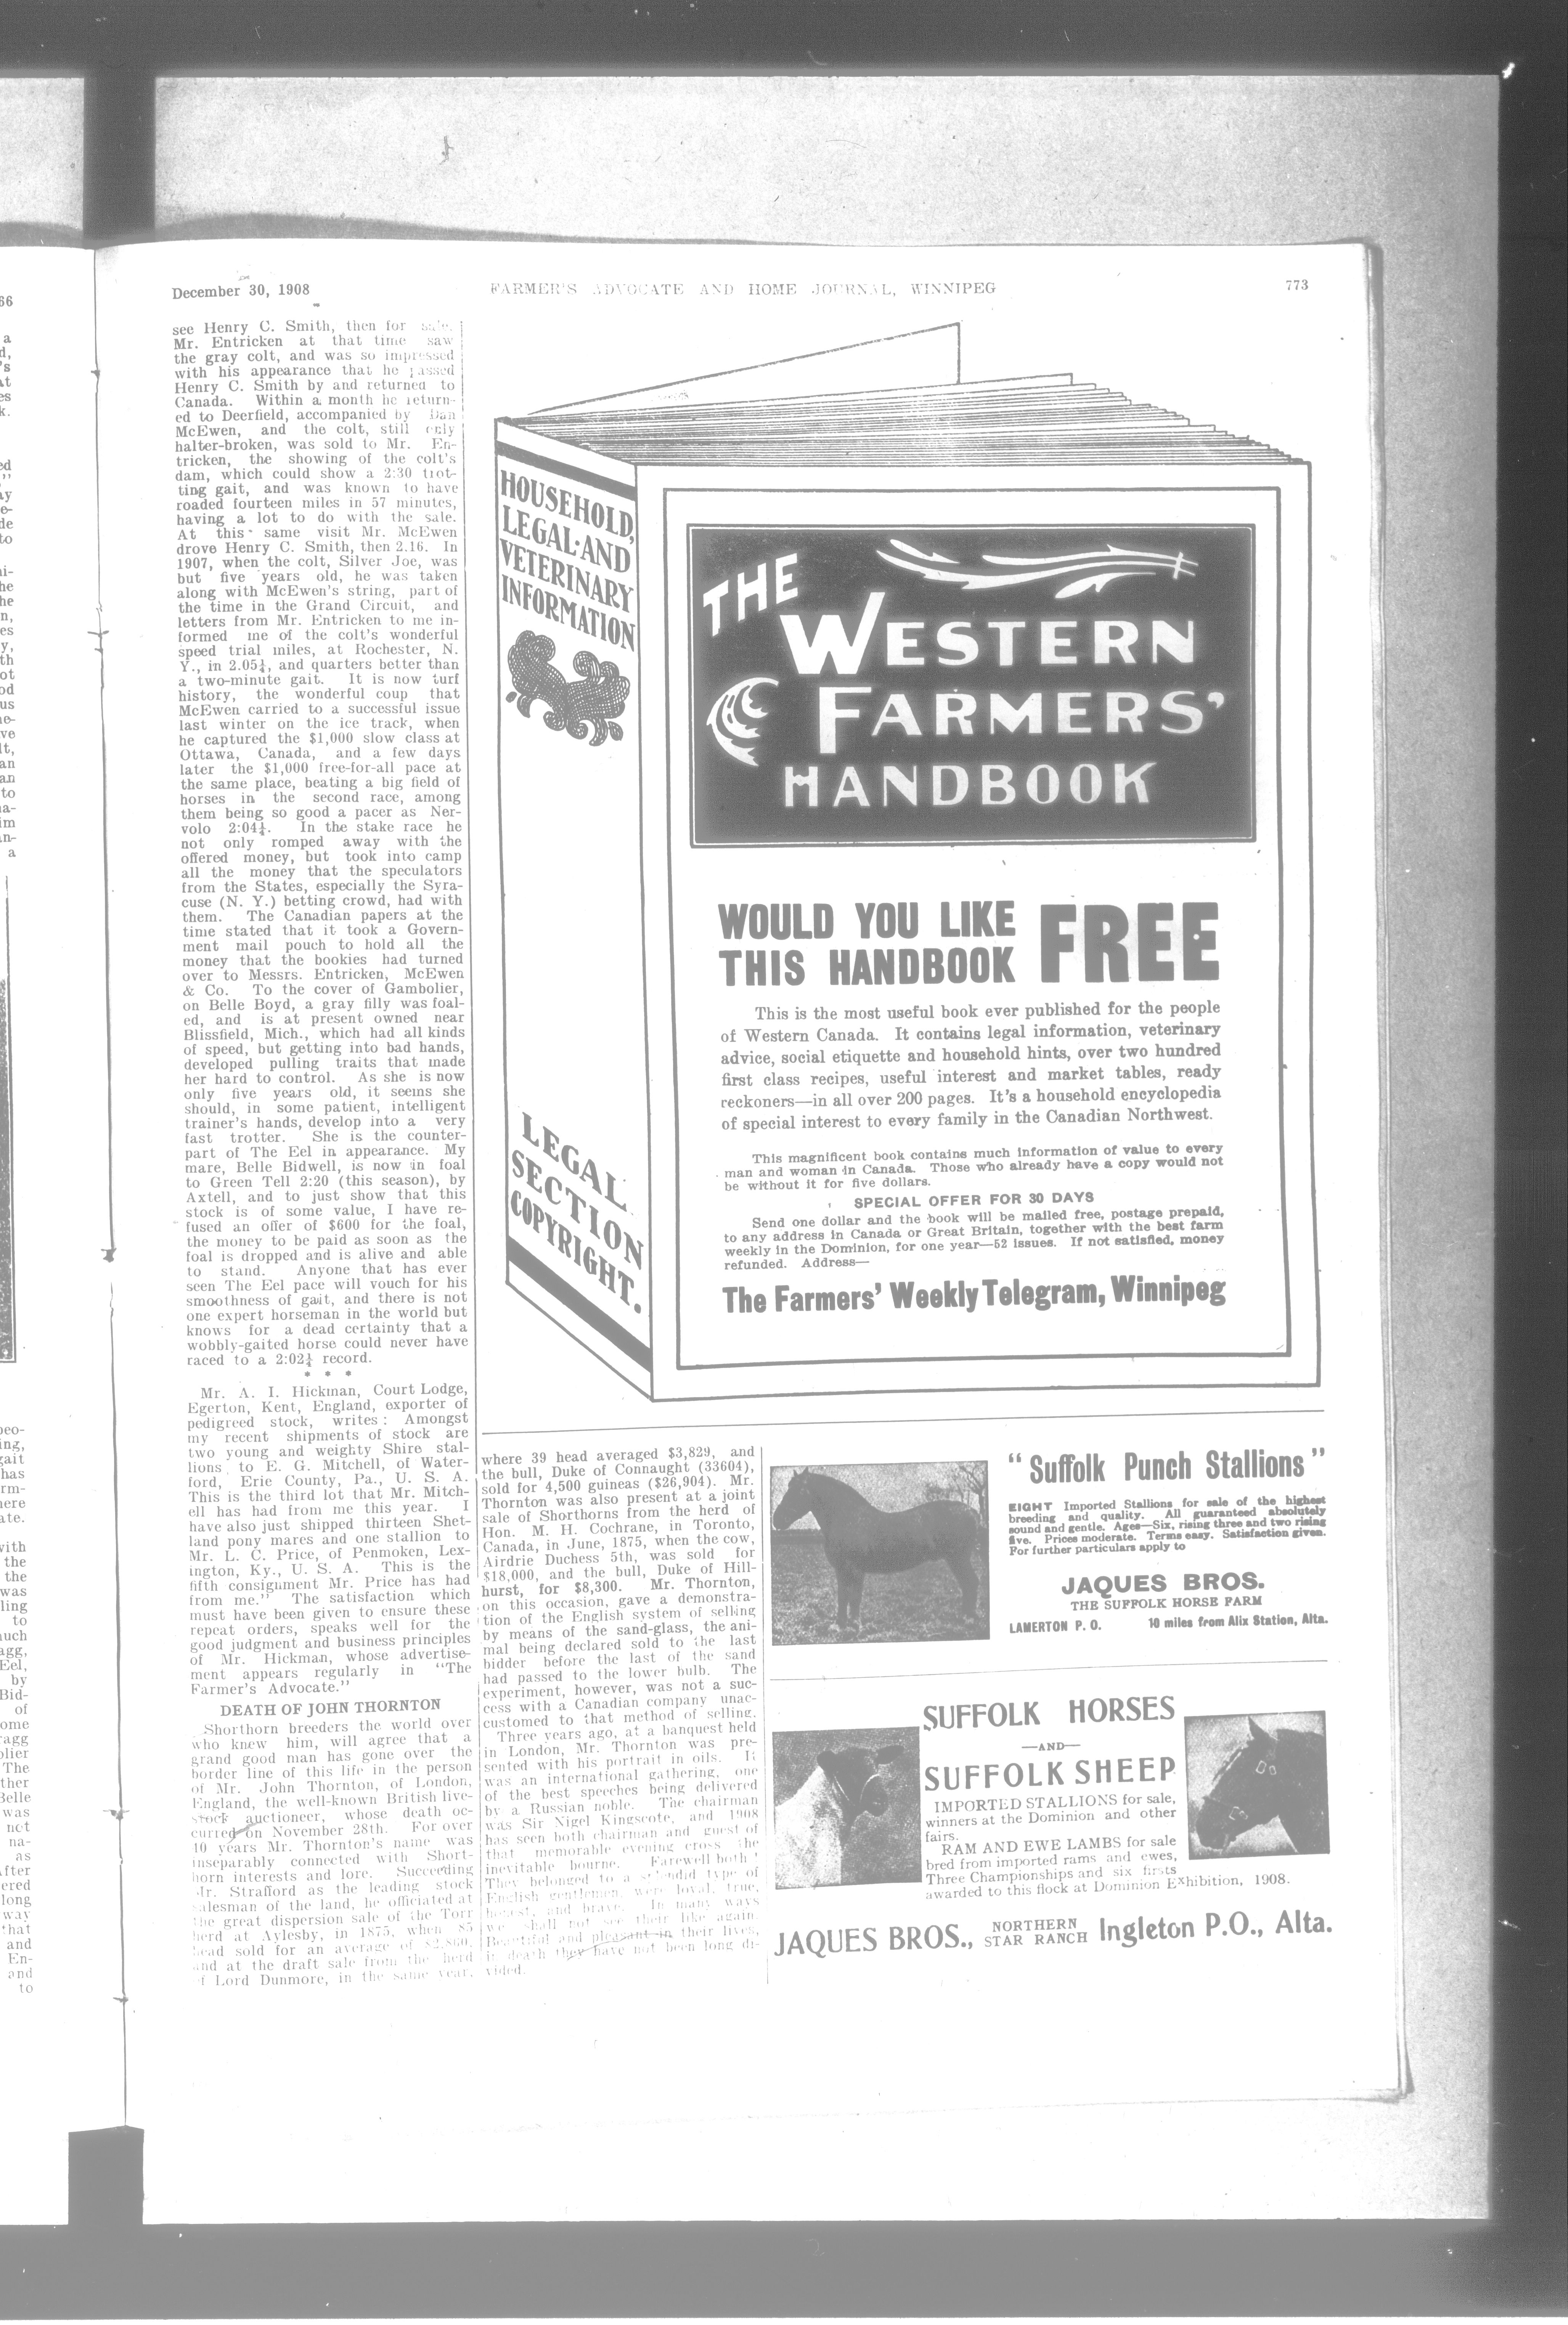 December 30, 1908
FARMER'S ADVOCATE AND HOME JOURNAL, WINNIPEG
773
see Henry C. Smith, then for sale.
Mr. Entricken at that time saw
the gray colt, and was so impressed
with his appearance that he passed
Henry C. Smith by and returned to
Canada. Within a month he return-
ed to Deerfield, accompanied by Dan
McEwen, and the colt, still only
halter-broken, was sold to Mr. En-
tricken, the showing of the colt's
dam, which could show a 2:30 trot-
ting gait, and was known to have
roaded fourteen miles in 57 minutes,
having a lot to do with the sale.
At this same visit Mr. McEwen
drove Henry C. Smith, then 2.16. In
1907, when the colt, Silver Joe, was
but five years old, he was taken
along with McEwen's string, part of
the time in the Grand Circuit, and
letters from Mr. Entricken to me in-
formed me of the colt's wonderful
speed trial miles, at Rochester, N.
Y., in 2.05¼, and quarters better than
a two-minute gait. It is now turf
history, the wonderful coup that
McEwen carried to a successful issue
last winter on the ice track, when
he captured the $1,000 slow class at
Ottawa, Canada, and a few days
later the $1,000 free-for-all pace at
the same place, beating a big field of
horses in the second race, among
them being so good a pacer as Ner-
volo 2:04¼. In the stake race he
not only romped away with the
offered money, but took into camp
all the money that the speculators
from the States, especially the Syra-
cuse (N. Y.) betting crowd, had with
them. The Canadian papers at the
time stated that it took a Govern-
ment mail pouch to hold all the
money that the bookies had turned
over to Messrs. Entricken, McEwen
& Co. To the cover of Gambolier,
on Belle Boyd, a gray filly was foal-
ed, and is at present owned near
Blissfield, Mich., which had all kinds
of speed, but getting into bad hands,
developed pulling traits that made
her hard to control. As she is now
only five years old, it seems she
should, in some patient, intelligent
trainer's hands, develop into a very
fast trotter. She is the counter-
part of The Eel in appearance. My
mare, Belle Bidwell, is now in foal
to Green Tell 2:20 (this season), by
Axtell, and to just show that this
stock is of some value, I have re-
fused an offer of $600 for the foal,
the money to be paid as soon as the
foal is dropped and is alive and able
to stand. Anyone that has ever
seen The Eel pace will vouch for his
smoothness of gait, and there is not
one expert horseman in the world but
knows for a dead certainty that a
wobbly-gaited horse could never have
raced to a 2:02¼ record.
* * *
Mr. A. I. Hickman, Court Lodge,
Egerton, Kent, England, exporter of
pedigreed stock, writes: Amongst
my recent shipments of stock are
two young and weighty Shire stal-
lions to E. G. Mitchell, of Water-
ford, Erie County, Pa., U. S. A.
This is the third lot that Mr. Mitch-
ell has had from me this year. I
have also just shipped thirteen Shet-
land pony mares and one stallion to
Mr. L. C. Price, of Penmoken, Lex-
ington, Ky., U. S. A. This is the
fifth consignment Mr. Price has had
from me." The satisfaction which
must have been given to ensure these
repeat orders, speaks well for the
good judgment and business principles
of Mr. Hickman, whose advertise-
ment appears regularly in "The
Farmer's Advocate."
DEATH OF JOHN THORNTON
Shorthorn breeders the world over
who knew him, will agree that a
grand good man has gone over the
border line of this life in the person
of Mr. John Thornton, of London,
England, the well-known British live-
stock auctioneer, whose death oc-
curred on November 28th. For over
40 years Mr. Thornton's name was
inseparably connected with Short-
horn interests and lore. Succeeding
Mr. Strafford as the leading stock
salesman of the land, he officiated at
the great dispersion sale of the Torr
herd at Aylesby, in 1875, when 85
head sold for an average of $2,860,
and at the draft sale from the herd
of Lord Dunmore, in the same year,
where 39 head averaged $3,829, and
the bull, Duke of Connaught (33604),
sold for 4,500 guineas ($26,904). Mr.
Thornton was also present at a joint
sale of Shorthorns from the herd of
Hon. M. H. Cochrane, in Toronto,
Canada, in June, 1875, when the cow,
Airdrie Duchess 5th, was sold for
$18,000, and the bull, Duke of Hill-
hurst, for $8,300. Mr. Thornton,
on this occasion, gave a demonstra-
tion of the English system of selling
by means of the sand-glass, the ani-
mal being declared sold to the last
bidder before the last of the sand
had passed to the lower bulb. The
experiment, however, was not a suc-
cess with a Canadian company unac-
customed to that method of selling.
Three years ago, at a banquest held
in London, Mr. Thornton was pre-
sented with his portrait in oils. It
was an international gathering, one
of the best speeches being delivered
by a Russian noble. The chairman
was Sir Nigel Kingscote, and 1908
has seen both chairman and guest of
that memorable evening cross the
inevitable bourne. Farewell both!
They belonged to a splendid type of
English gentlemen, were loyal, true,
honest, and brave. In many ways
we shall not see their like again.
Beautiful and pleasant in their lives,
in death they have not been long di-
vided.
HOUSEHOLD,
LEGAL·AND
VETERINARY
INFORMATION
LEGAL
SECTION
COPYRIGHT.
THE
WESTERN
FARMERS'
HANDBOOK
WOULD YOU LIKE
THIS HANDBOOK FREE
This is the most useful book ever published for the people
of Western Canada. It contains legal information, veterinary
advice, social etiquette and household hints, over two hundred
first class recipes, useful interest and market tables, ready
reckoners—in all over 200 pages. It's a household encyclopedia
of special interest to every family in the Canadian Northwest.
This magnificent book contains much information of value to every
man and woman in Canada. Those who already have a copy would not
be without it for five dollars.
SPECIAL OFFER FOR 30 DAYS
Send one dollar and the book will be mailed free, postage prepaid,
to any address in Canada or Great Britain, together with the best farm
weekly in the Dominion, for one year—52 issues. If not satisfied, money
refunded. Address—
The Farmers' Weekly Telegram, Winnipeg
"Suffolk Punch Stallions"
EIGHT Imported Stallions for sale of the highest
breeding and quality. All guaranteed absolutely
sound and gentle. Ages—Six, rising three and two rising
five. Prices moderate. Terms easy. Satisfaction given.
For further particulars apply to
JAQUES BROS.
THE SUFFOLK HORSE FARM
LAMERTON P. O. 10 miles from Alix Station, Alta.
SUFFOLK HORSES
—AND—
SUFFOLK SHEEP
IMPORTED STALLIONS for sale,
winners at the Dominion and other
fairs.
RAM AND EWE LAMBS for sale
bred from imported rams and ewes,
Three Championships and six firsts
awarded to this flock at Dominion Exhibition, 1908.
JAQUES BROS., NORTHERN STAR RANCH Ingleton P.O., Alta.